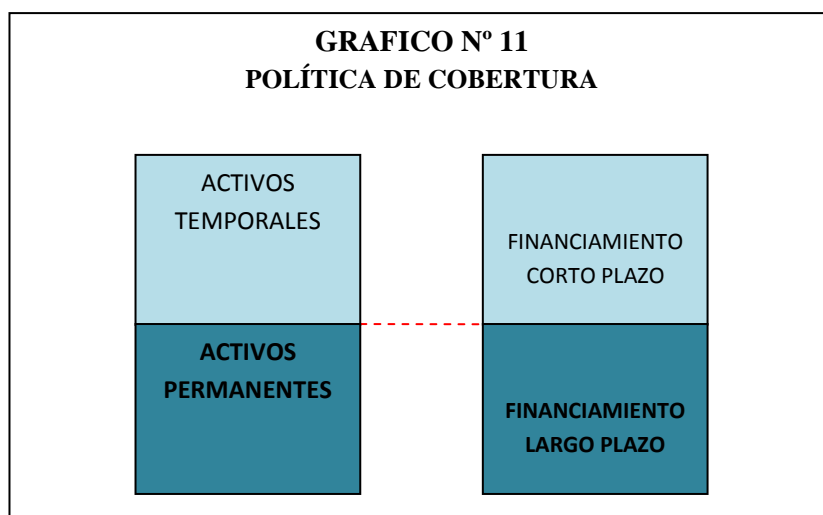 GRAFICO Nº 11
POLÍTICA DE COBERTURA
ACTIVOS
TEMPORALES
FINANCIAMIENTO
CORTO PLAZO
ACTIVOS
PERMANENTES
FINANCIAMIENTO
LARGO PLAZO